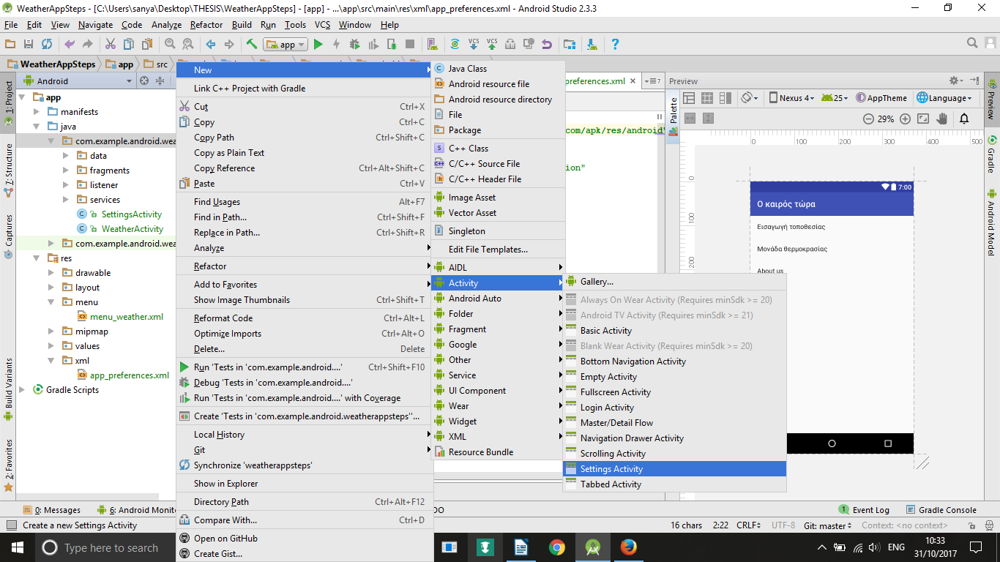 WeatherAppSteps - [C:\Users\sanya\Desktop\THESIS\WeatherAppSteps] - [app] - ...\app\src\main\res\xml\app_preferences.xml - Android Studio 2.3.3
File Edit View Navigate Code Analyze Refactor Build Run Tools VCS Window Help
app
VCS VCS
WeatherAppSteps app src
1: Project
7: Structure
Captures
Build Variants
2: Favorites
Android
app
manifests
java
com.example.android.wea
data
fragments
listener
services
SettingsActivity
WeatherActivity
com.example.android.wea
res
drawable
layout
menu
menu_weather.xml
mipmap
values
xml
app_preferences.xml
Gradle Scripts
New
Link C++ Project with Gradle
Cut Ctrl+X
Copy Ctrl+C
Copy Path Ctrl+Shift+C
Copy as Plain Text
Copy Reference Ctrl+Alt+Shift+C
Paste Ctrl+V
Find Usages Alt+F7
Find in Path... Ctrl+Shift+F
Replace in Path... Ctrl+Shift+R
Analyze
Refactor
Add to Favorites
Show Image Thumbnails Ctrl+Shift+T
Reformat Code Ctrl+Alt+L
Optimize Imports Ctrl+Alt+O
Delete... Delete
Run 'Tests in 'com.example.android....' Ctrl+Shift+F10
Debug 'Tests in 'com.example.android....'
Run 'Tests in 'com.example.android....' with Coverage
Create 'Tests in 'com.example.android.weatherappsteps''...
Local History
Git
Synchronize 'weatherappsteps'
Show in Explorer
Directory Path Ctrl+Alt+F12
Compare With... Ctrl+D
Open on GitHub
Create Gist...
Java Class
Android resource file
Android resource directory
File
Package
C++ Class
C/C++ Source File
C/C++ Header File
Image Asset
Vector Asset
Singleton
Edit File Templates...
AIDL
Activity
Android Auto
Folder
Fragment
Google
Other
Service
UI Component
Wear
Widget
XML
Resource Bundle
Gallery...
Always On Wear Activity (Requires minSdk >= 20)
Android TV Activity (Requires minSdk >= 21)
Basic Activity
Blank Wear Activity (Requires minSdk >= 20)
Bottom Navigation Activity
Empty Activity
Fullscreen Activity
Login Activity
Master/Detail Flow
Navigation Drawer Activity
Scrolling Activity
Settings Activity
Tabbed Activity
preferences.xml
7
com/apk/res/android"
ion"
Preview
Palette
Nexus 4 25 AppTheme Language
29%
0 100 200 300 500
0
100
200
7:00
Ο καιρός τώρα
Εισαγωγή τοποθεσίας
Μονάδα θερμοκρασίας
About us
Preview
Gradle
Android Model
0: Messages 6: Android Monito DO 1 Event Log Gradle Console
Create a new Settings Activity 16 chars 2:22 CRLF UTF-8 Git: master Context: <no context>
Type here to search
ENG
10:33
31/10/2017